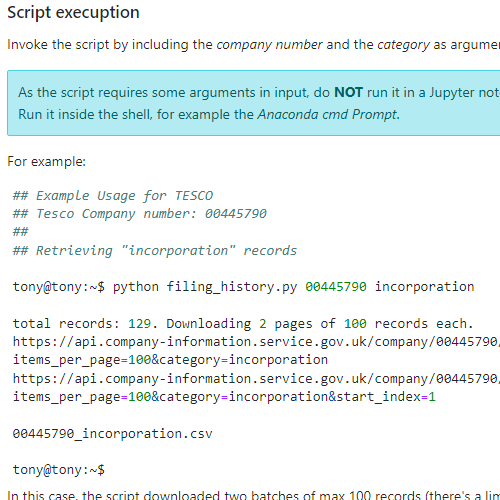 Script execuption
Invoke the script by including the company number and the category as argume
As the script requires some arguments in input, do NOT run it in a Jupyter not
Run it inside the shell, for example the Anaconda cmd Prompt.
For example:
## Example Usage for TESCO
## Tesco Company number: 00445790
##
## Retrieving "incorporation" records
tony@tony:~$ python filing_history.py 00445790 incorporation
total records: 129. Downloading 2 pages of 100 records each.
https://api.company-information.service.gov.uk/company/00445790/
items_per_page=100&category=incorporation
https://api.company-information.service.gov.uk/company/00445790/
items_per_page=100&category=incorporation&start_index=1
00445790_incorporation.csv
tony@tony:~$
In this case, the script downloaded two batches of max 100 records (there's a lim